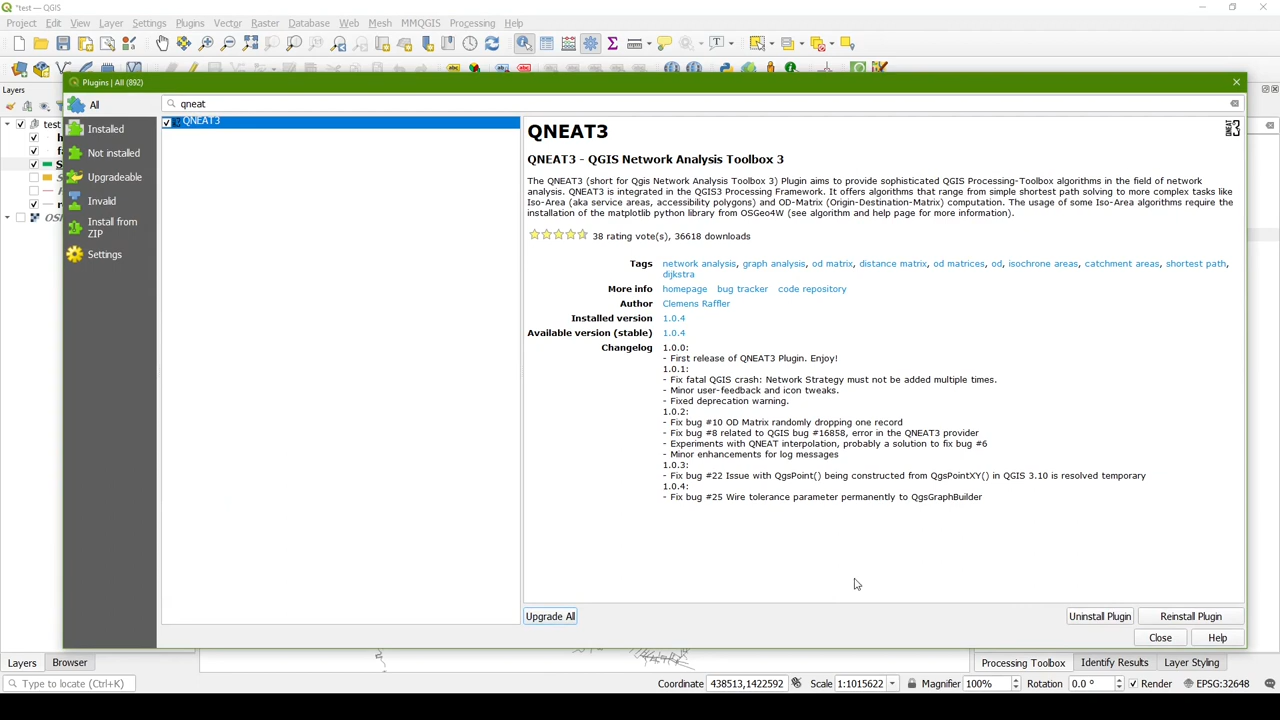 *test — QGIS
Project Edit View Layer Settings Plugins Vector Raster Database Web Mesh MMQGIS Processing Help
Plugins | All (892)
Layers
All
qneat
test
QNEAT3
Installed
Not installed
Upgradeable
Invalid
Install from
ZIP
Settings
QNEAT3
QNEAT3 - QGIS Network Analysis Toolbox 3
The QNEAT3 (short for Qgis Network Analysis Toolbox 3) Plugin aims to provide sophisticated QGIS Processing-Toolbox algorithms in the field of network
analysis. QNEAT3 is integrated in the QGIS3 Processing Framework. It offers algorithms that range from simple shortest path solving to more complex tasks like
Iso-Area (aka service areas, accessibility polygons) and OD-Matrix (Origin-Destination-Matrix) computation. The usage of some Iso-Area algorithms require the
installation of the matplotlib python library from OSGeo4W (see algorithm and help page for more information).
38 rating vote(s), 36618 downloads
Tags network analysis, graph analysis, od matrix, distance matrix, od matrices, od, isochrone areas, catchment areas, shortest path,
dijkstra
More info homepage bug tracker code repository
Author Clemens Raffler
Installed version 1.0.4
Available version (stable) 1.0.4
Changelog 1.0.0:
- First release of QNEAT3 Plugin. Enjoy!
1.0.1:
- Fix fatal QGIS crash: Network Strategy must not be added multiple times.
- Minor user-feedback and icon tweaks.
- Fixed deprecation warning.
1.0.2:
- Fix bug #10 OD Matrix randomly dropping one record
- Fix bug #8 related to QGIS bug #16858, error in the QNEAT3 provider
- Experiments with QNEAT interpolation, probably a solution to fix bug #6
- Minor enhancements for log messages
1.0.3:
- Fix bug #22 Issue with QgsPoint() being constructed from QgsPointXY() in QGIS 3.10 is resolved temporary
1.0.4:
- Fix bug #25 Wire tolerance parameter permanently to QgsGraphBuilder
Upgrade All Uninstall Plugin Reinstall Plugin
Close Help
Layers Browser Processing Toolbox Identify Results Layer Styling
Type to locate (Ctrl+K) Coordinate 438513,1422592 Scale 1:1015622 Magnifier 100% Rotation 0.0 ° Render EPSG:32648